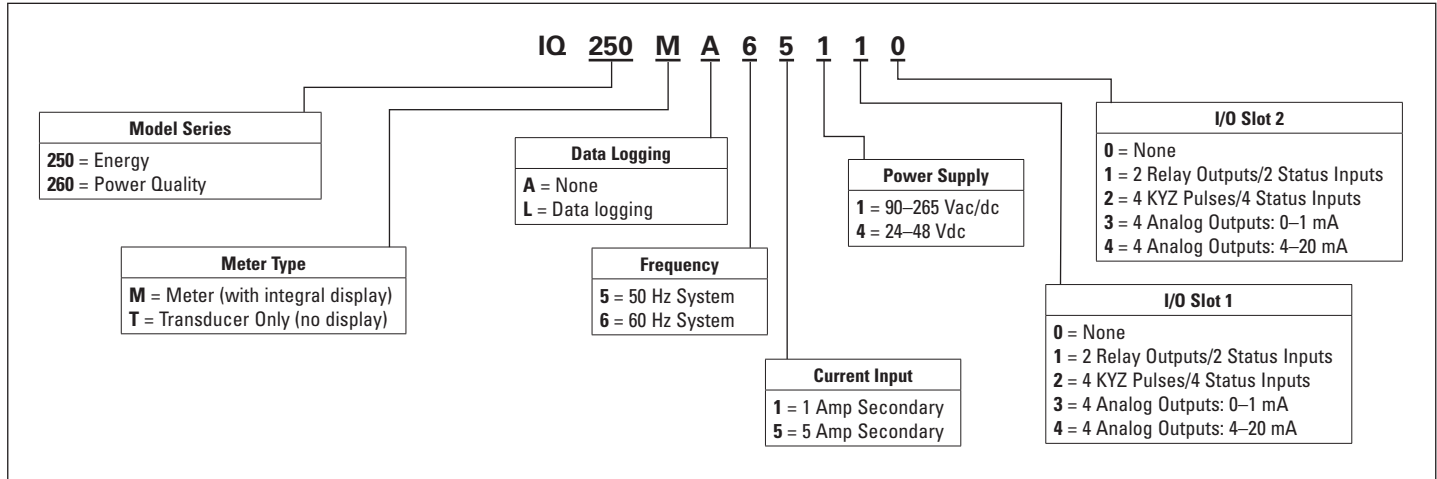 IQ 250 M A 6 5 1 1 0
Model Series
250 = Energy
260 = Power Quality
Meter Type
M = Meter (with integral display)
T = Transducer Only (no display)
Data Logging
A = None
L = Data logging
Frequency
5 = 50 Hz System
6 = 60 Hz System
Current Input
1 = 1 Amp Secondary
5 = 5 Amp Secondary
Power Supply
1 = 90–265 Vac/dc
4 = 24–48 Vdc
I/O Slot 2
0 = None
1 = 2 Relay Outputs/2 Status Inputs
2 = 4 KYZ Pulses/4 Status Inputs
3 = 4 Analog Outputs: 0–1 mA
4 = 4 Analog Outputs: 4–20 mA
I/O Slot 1
0 = None
1 = 2 Relay Outputs/2 Status Inputs
2 = 4 KYZ Pulses/4 Status Inputs
3 = 4 Analog Outputs: 0–1 mA
4 = 4 Analog Outputs: 4–20 mA